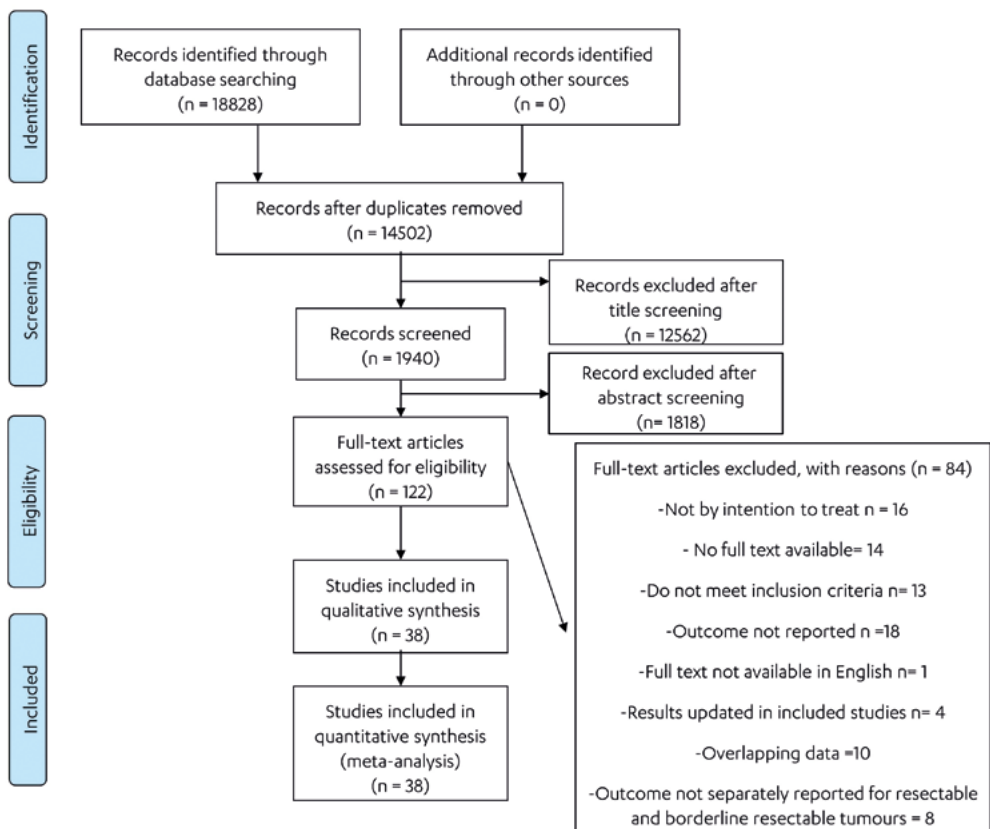 Identification
Records identified through
database searching
(n = 18828)
Additional records identified
through other sources
(n = 0)
Records after duplicates removed
(n = 14502)
Screening
Records excluded after
title screening
(n = 12562)
Records screened
(n = 1940)
Record excluded after
abstract screening
(n= 1818)
Eligibility
Full-text articles
assessed for eligibility
(n = 122)
Full-text articles excluded, with reasons (n = 84)
-Not by intention to treat n = 16
- No full text available= 14
-Do not meet inclusion criteria n= 13
-Outcome not reported n =18
-Full text not available in English n= 1
-Results updated in included studies n= 4
-Overlapping data =10
-Outcome not separately reported for resectable
and borderline resectable tumours = 8
Studies included in
qualitative synthesis
(n = 38)
Included
Studies included in
quantitative synthesis
(meta-analysis)
(n = 38)